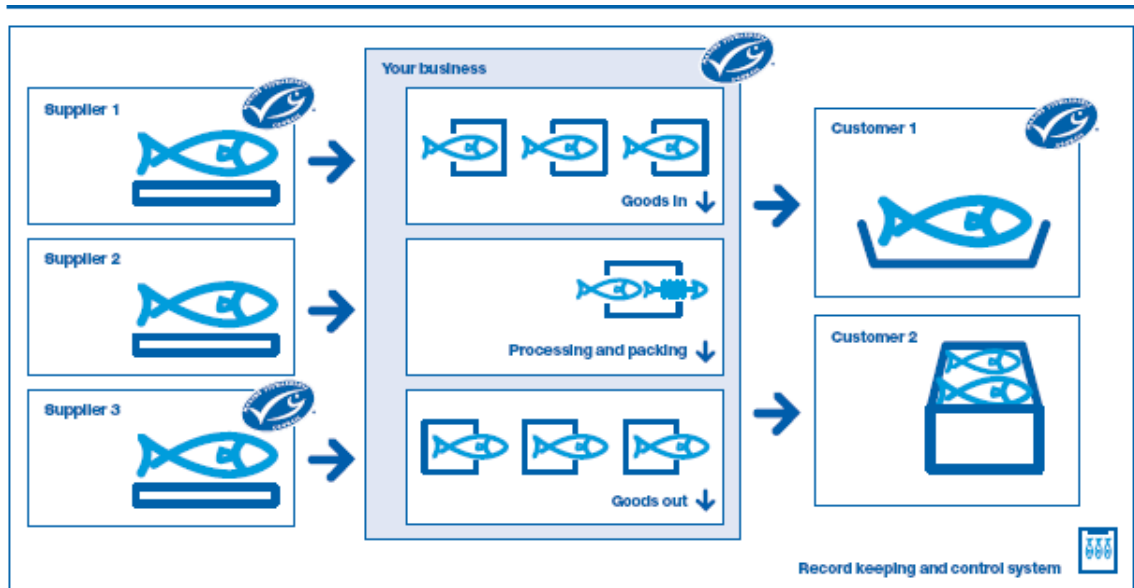 Your business
Supplier 1
Customer 1
Goods in
Supplier 2
Processing and packing
Customer 2
Supplier 3
Goods out
Record keeping and control system